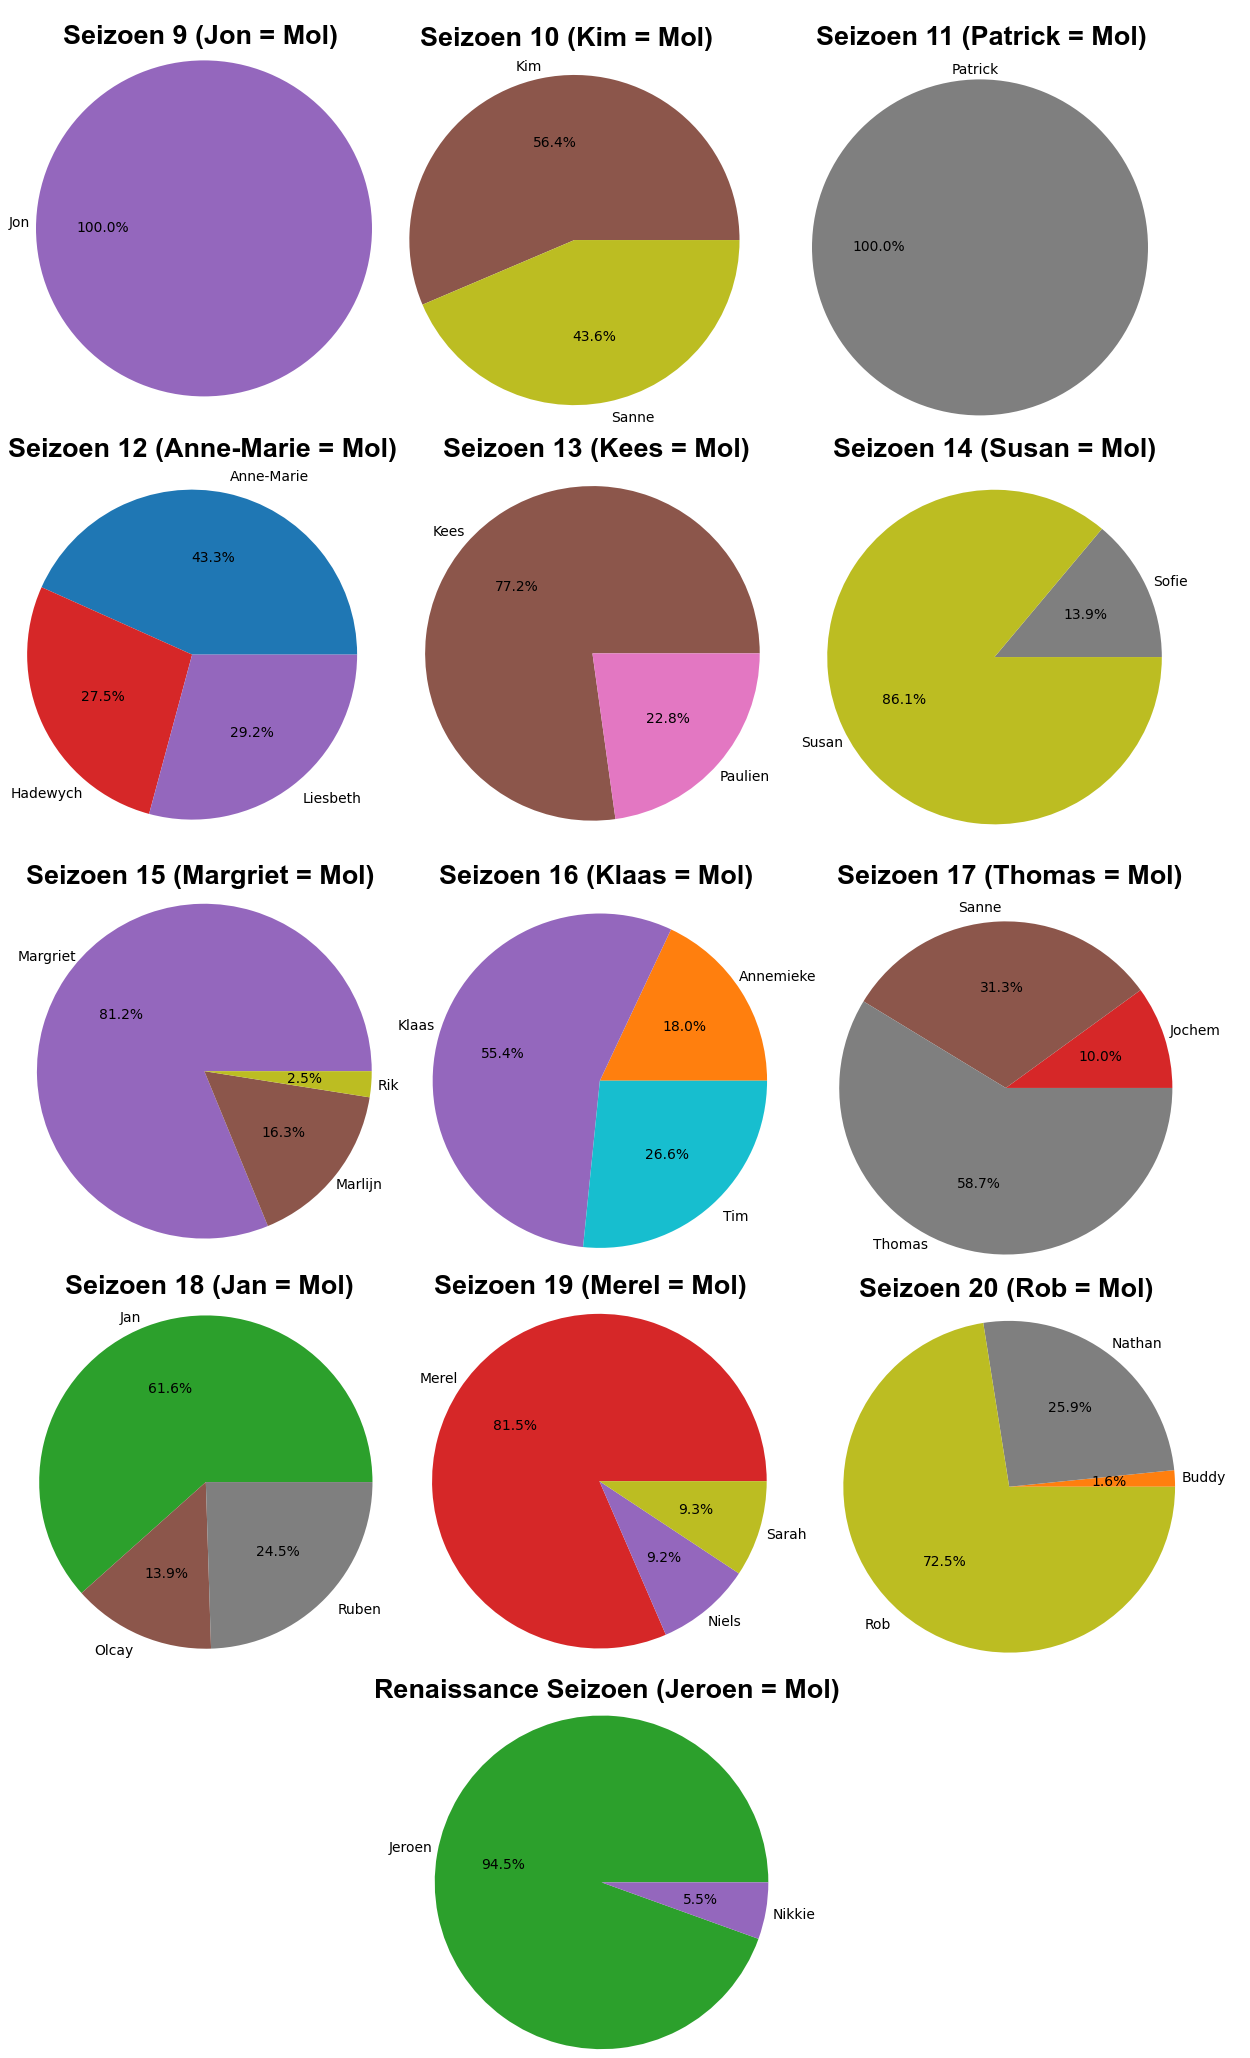 Seizoen 9 (Jon = Mol)
Jon
100.0%
Seizoen 10 (Kim = Mol)
Kim
56.4%
43.6%
Sanne
Seizoen 11 (Patrick = Mol)
Patrick
100.0%
Seizoen 12 (Anne-Marie = Mol)
Anne-Marie
43.3%
27.5%
29.2%
Hadewych
Liesbeth
Seizoen 13 (Kees = Mol)
Kees
77.2%
22.8%
Paulien
Seizoen 14 (Susan = Mol)
Sofie
13.9%
86.1%
Susan
Seizoen 15 (Margriet = Mol)
Margriet
81.2%
2.5%
Rik
16.3%
Marlijn
Seizoen 16 (Klaas = Mol)
Annemieke
18.0%
Klaas
55.4%
26.6%
Tim
Seizoen 17 (Thomas = Mol)
Sanne
31.3%
Jochem
10.0%
58.7%
Thomas
Seizoen 18 (Jan = Mol)
Jan
61.6%
24.5%
13.9%
Ruben
Olcay
Seizoen 19 (Merel = Mol)
Merel
81.5%
9.3%
Sarah
9.2%
Niels
Seizoen 20 (Rob = Mol)
Nathan
25.9%
Buddy
1.6%
72.5%
Rob
Renaissance Seizoen (Jeroen = Mol)
Jeroen
94.5%
5.5%
Nikkie